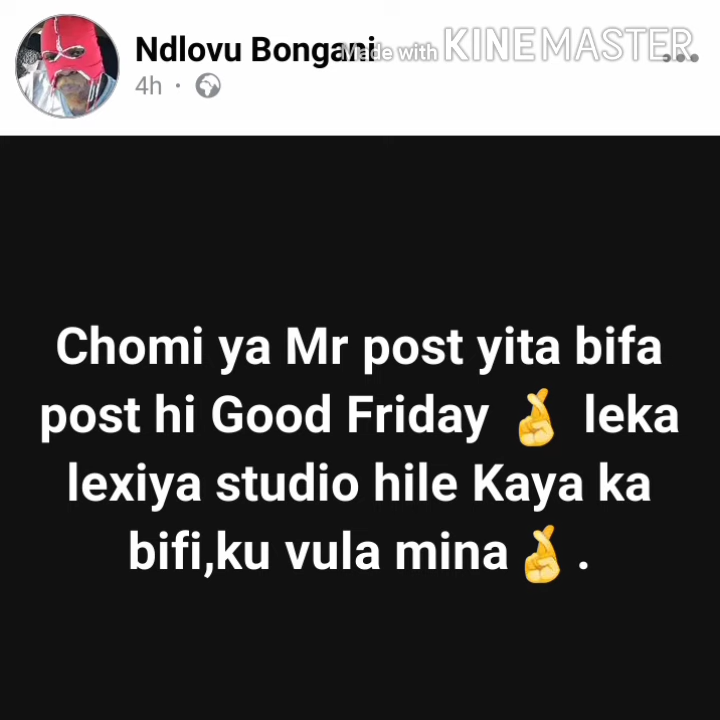 Ndlovu Bongani
Made with KINEMASTER
4h ·
Chomi ya Mr post yita bifa
post hi Good Friday 🤞 leka
lexiya studio hile Kaya ka
bifi,ku vula mina🤞.